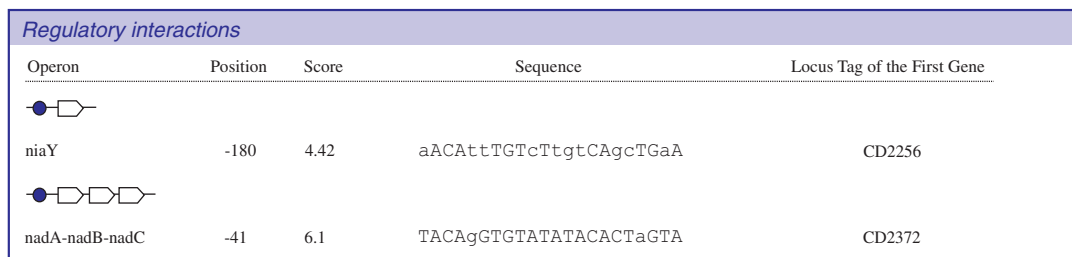 Regulatory interactions
Operon Position Score Sequence Locus Tag of the First Gene
niaY -180 4.42 aACAttTGTcTtgtCAgcTGaA CD2256
nadA-nadB-nadC -41 6.1 TACAgGTGTATATACACTaGTA CD2372